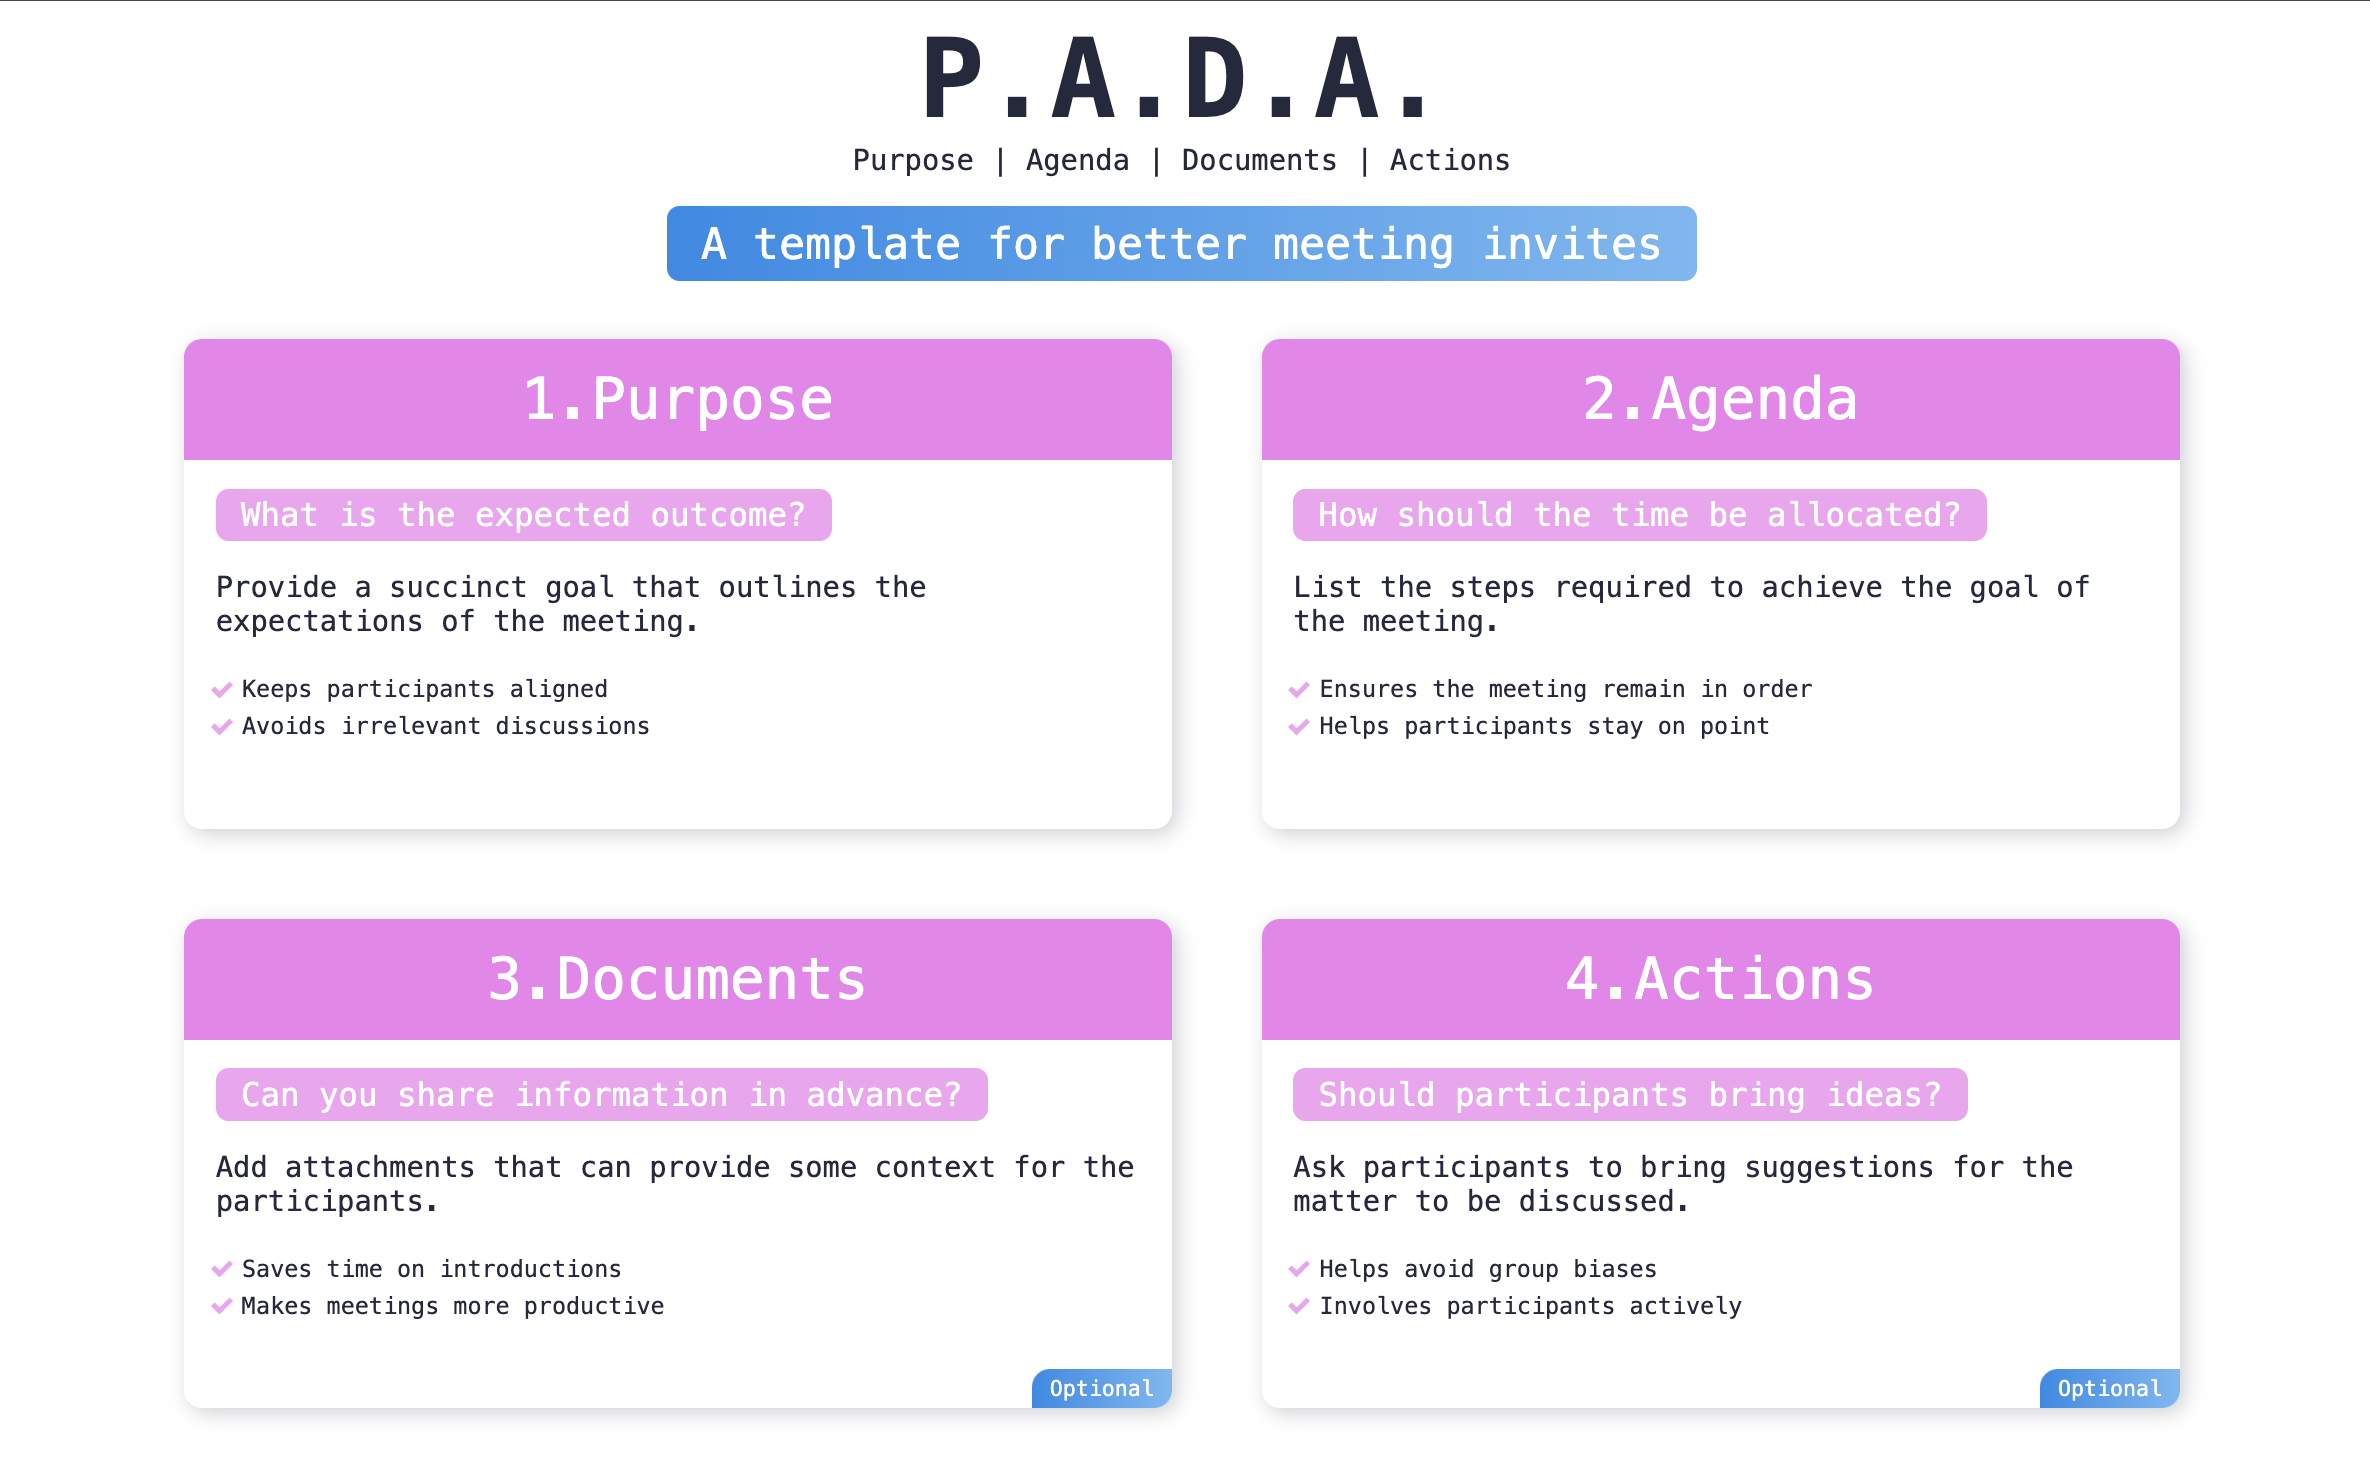 P.A.D.A.
Purpose | Agenda | Documents | Actions
A template for better meeting invites
1.Purpose
What is the expected outcome?
Provide a succinct goal that outlines the
expectations of the meeting.
Keeps participants aligned
Avoids irrelevant discussions
2.Agenda
How should the time be allocated?
List the steps required to achieve the goal of
the meeting.
Ensures the meeting remain in order
Helps participants stay on point
3.Documents
Can you share information in advance?
Add attachments that can provide some context for the
participants.
Saves time on introductions
Makes meetings more productive
Optional
4.Actions
Should participants bring ideas?
Ask participants to bring suggestions for the
matter to be discussed.
Helps avoid group biases
Involves participants actively
Optional